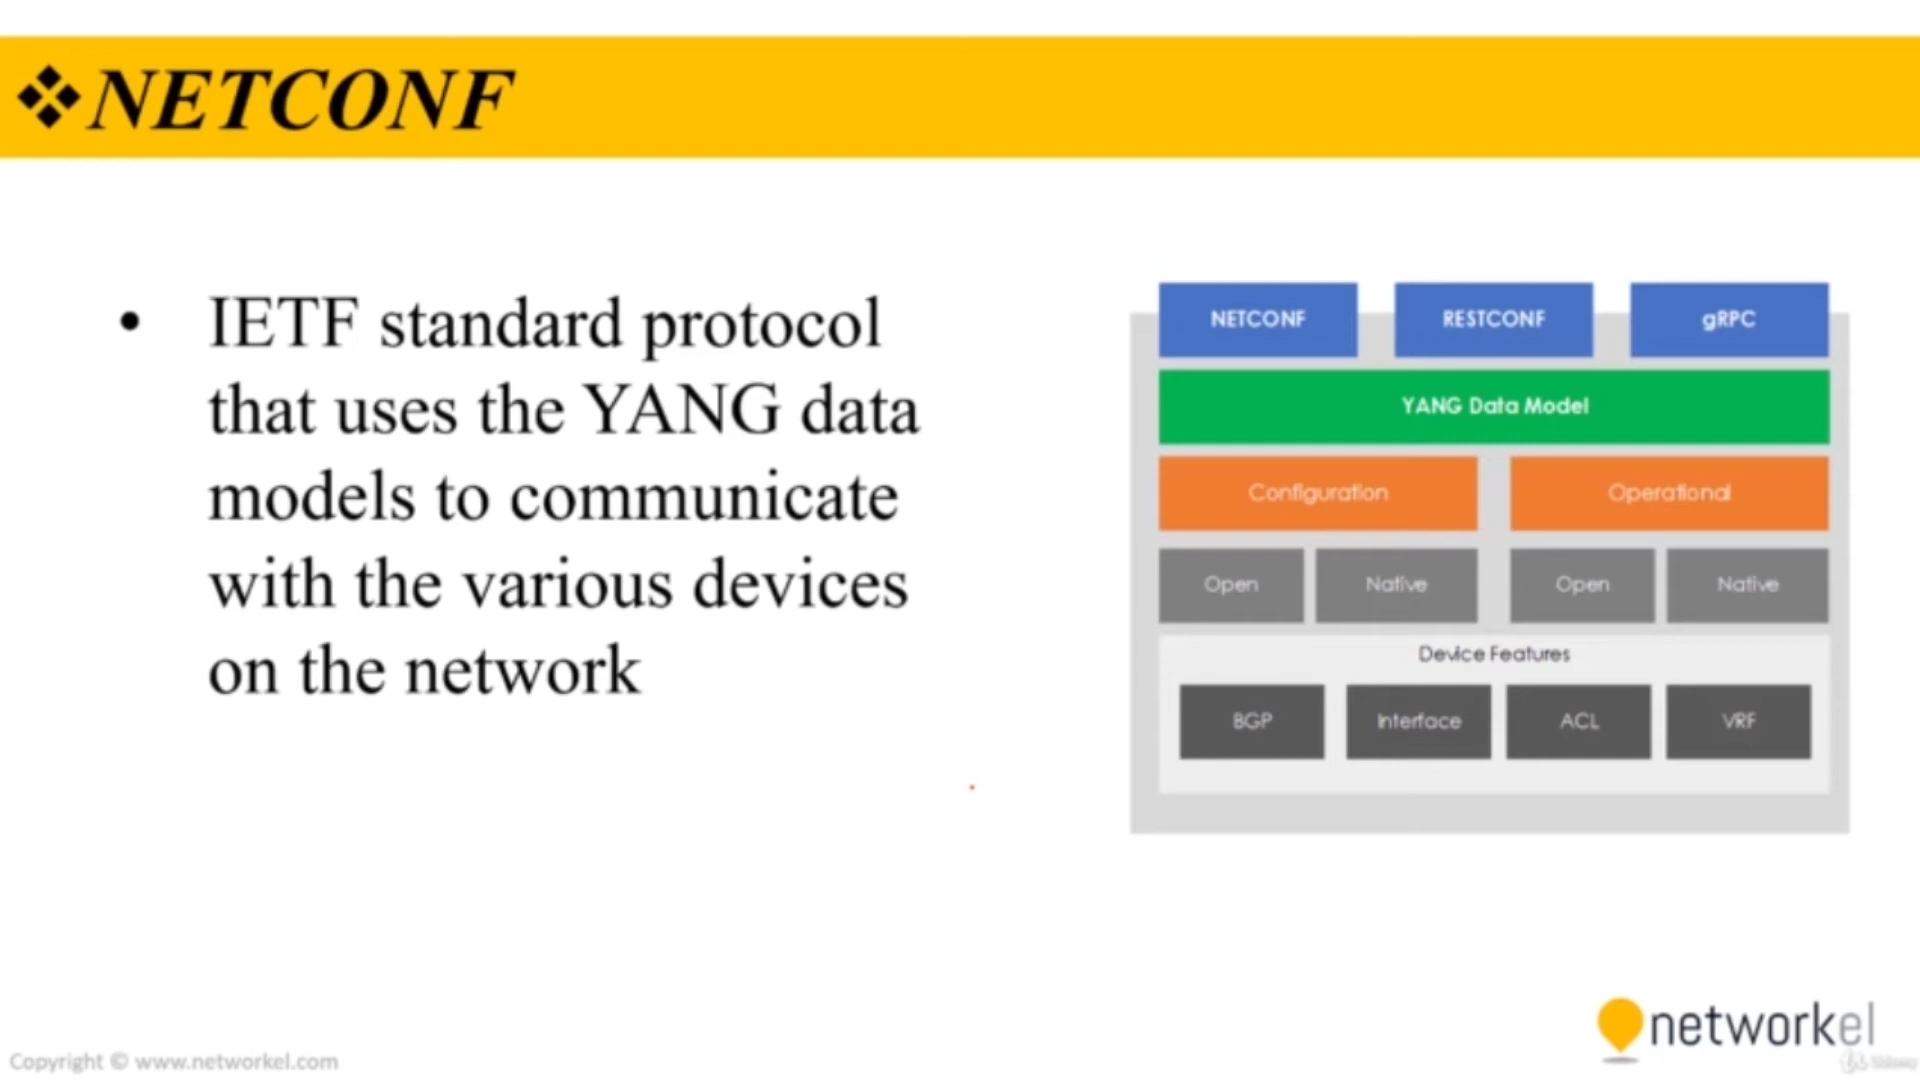 ❖NETCONF
• IETF standard protocol
that uses the YANG data
models to communicate
with the various devices
on the network
NETCONF RESTCONF gRPC
YANG Data Model
Configuration Operational
Open Native Open Native
Device Features
BGP Interface ACL VRF
networkel
Copyright © www.networkel.com